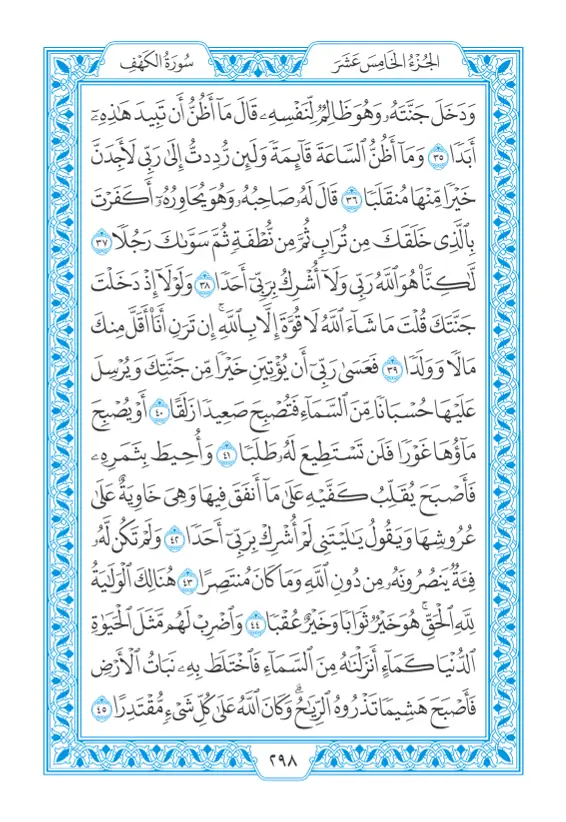 الجُزْءُ الخَامِسَ عَشَرَ
سُورَةُ الكَهْفِ
وَدَخَلَ جَنَّتَهُۥ وَهُوَ ظَالِمٌ لِّنَفْسِهِۦ قَالَ مَآ أَظُنُّ أَن تَبِيدَ هَٰذِهِۦٓ
أَبَدًا ٣٥ وَمَآ أَظُنُّ ٱلسَّاعَةَ قَآئِمَةً وَلَئِن رُّدِدتُّ إِلَىٰ رَبِّى لَأَجِدَنَّ
خَيْرًا مِّنْهَا مُنقَلَبًا ٣٦ قَالَ لَهُۥ صَاحِبُهُۥ وَهُوَ يُحَاوِرُهُۥٓ أَكَفَرْتَ
بِٱلَّذِى خَلَقَكَ مِن تُرَابٍ ثُمَّ مِن نُّطْفَةٍ ثُمَّ سَوَّىٰكَ رَجُلًا ٣٧
لَّٰكِنَّا۠ هُوَ ٱللَّهُ رَبِّى وَلَآ أُشْرِكُ بِرَبِّىٓ أَحَدًا ٣٨ وَلَوْلَآ إِذْ دَخَلْتَ
جَنَّتَكَ قُلْتَ مَا شَآءَ ٱللَّهُ لَا قُوَّةَ إِلَّا بِٱللَّهِۚ إِن تَرَنِ أَنَا۠ أَقَلَّ مِنكَ
مَالًا وَوَلَدًا ٣٩ فَعَسَىٰ رَبِّىٓ أَن يُؤْتِيَنِ خَيْرًا مِّن جَنَّتِكَ وَيُرْسِلَ
عَلَيْهَا حُسْبَانًا مِّنَ ٱلسَّمَآءِ فَتُصْبِحَ صَعِيدًا زَلَقًا ٤٠ أَوْ يُصْبِحَ
مَآؤُهَا غَوْرًا فَلَن تَسْتَطِيعَ لَهُۥ طَلَبًا ٤١ وَأُحِيطَ بِثَمَرِهِۦ
فَأَصْبَحَ يُقَلِّبُ كَفَّيْهِ عَلَىٰ مَآ أَنفَقَ فِيهَا وَهِىَ خَاوِيَةٌ عَلَىٰ
عُرُوشِهَا وَيَقُولُ يَٰلَيْتَنِى لَمْ أُشْرِكْ بِرَبِّىٓ أَحَدًا ٤٢ وَلَمْ تَكُن لَّهُۥ
فِئَةٌ يَنصُرُونَهُۥ مِن دُونِ ٱللَّهِ وَمَا كَانَ مُنتَصِرًا ٤٣ هُنَالِكَ ٱلْوَلَٰيَةُ
لِلَّهِ ٱلْحَقِّۚ هُوَ خَيْرٌ ثَوَابًا وَخَيْرٌ عُقْبًا ٤٤ وَٱضْرِبْ لَهُم مَّثَلَ ٱلْحَيَوٰةِ
ٱلدُّنْيَا كَمَآءٍ أَنزَلْنَٰهُ مِنَ ٱلسَّمَآءِ فَٱخْتَلَطَ بِهِۦ نَبَاتُ ٱلْأَرْضِ
فَأَصْبَحَ هَشِيمًا تَذْرُوهُ ٱلرِّيَٰحُۗ وَكَانَ ٱللَّهُ عَلَىٰ كُلِّ شَىْءٍ مُّقْتَدِرًا ٤٥
٢٩٨